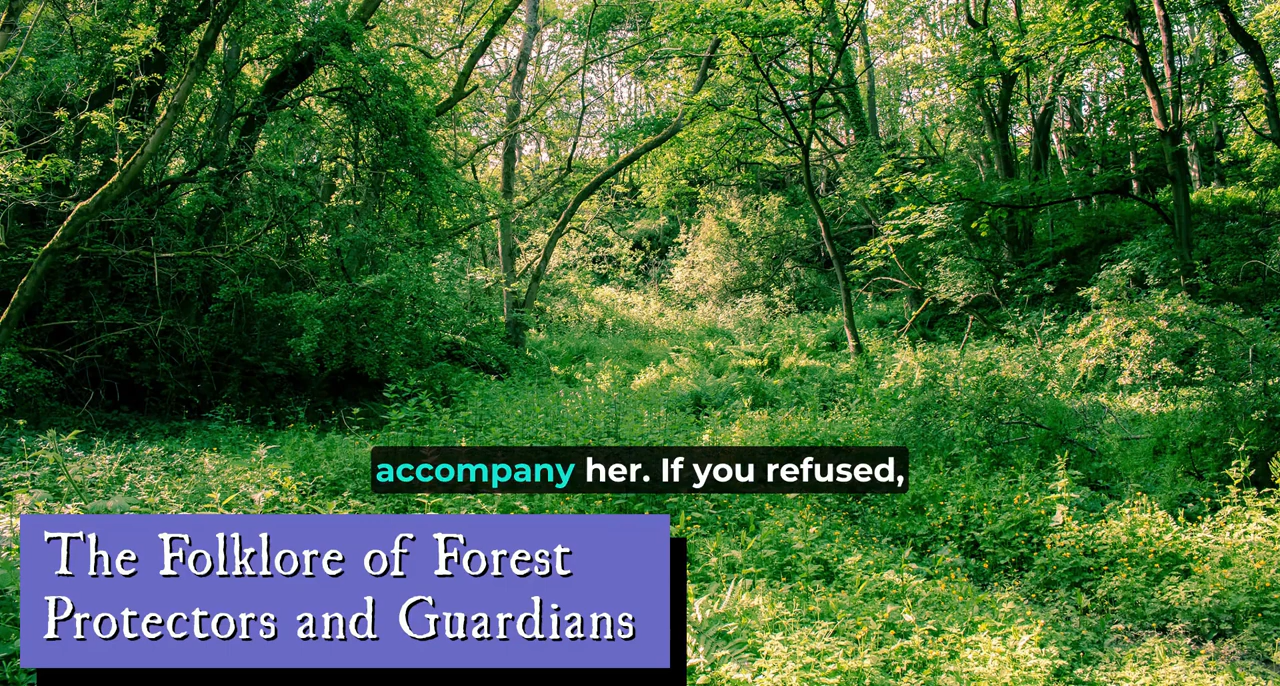 accompany her. If you refused,
The Folklore of Forest
Protectors and Guardians